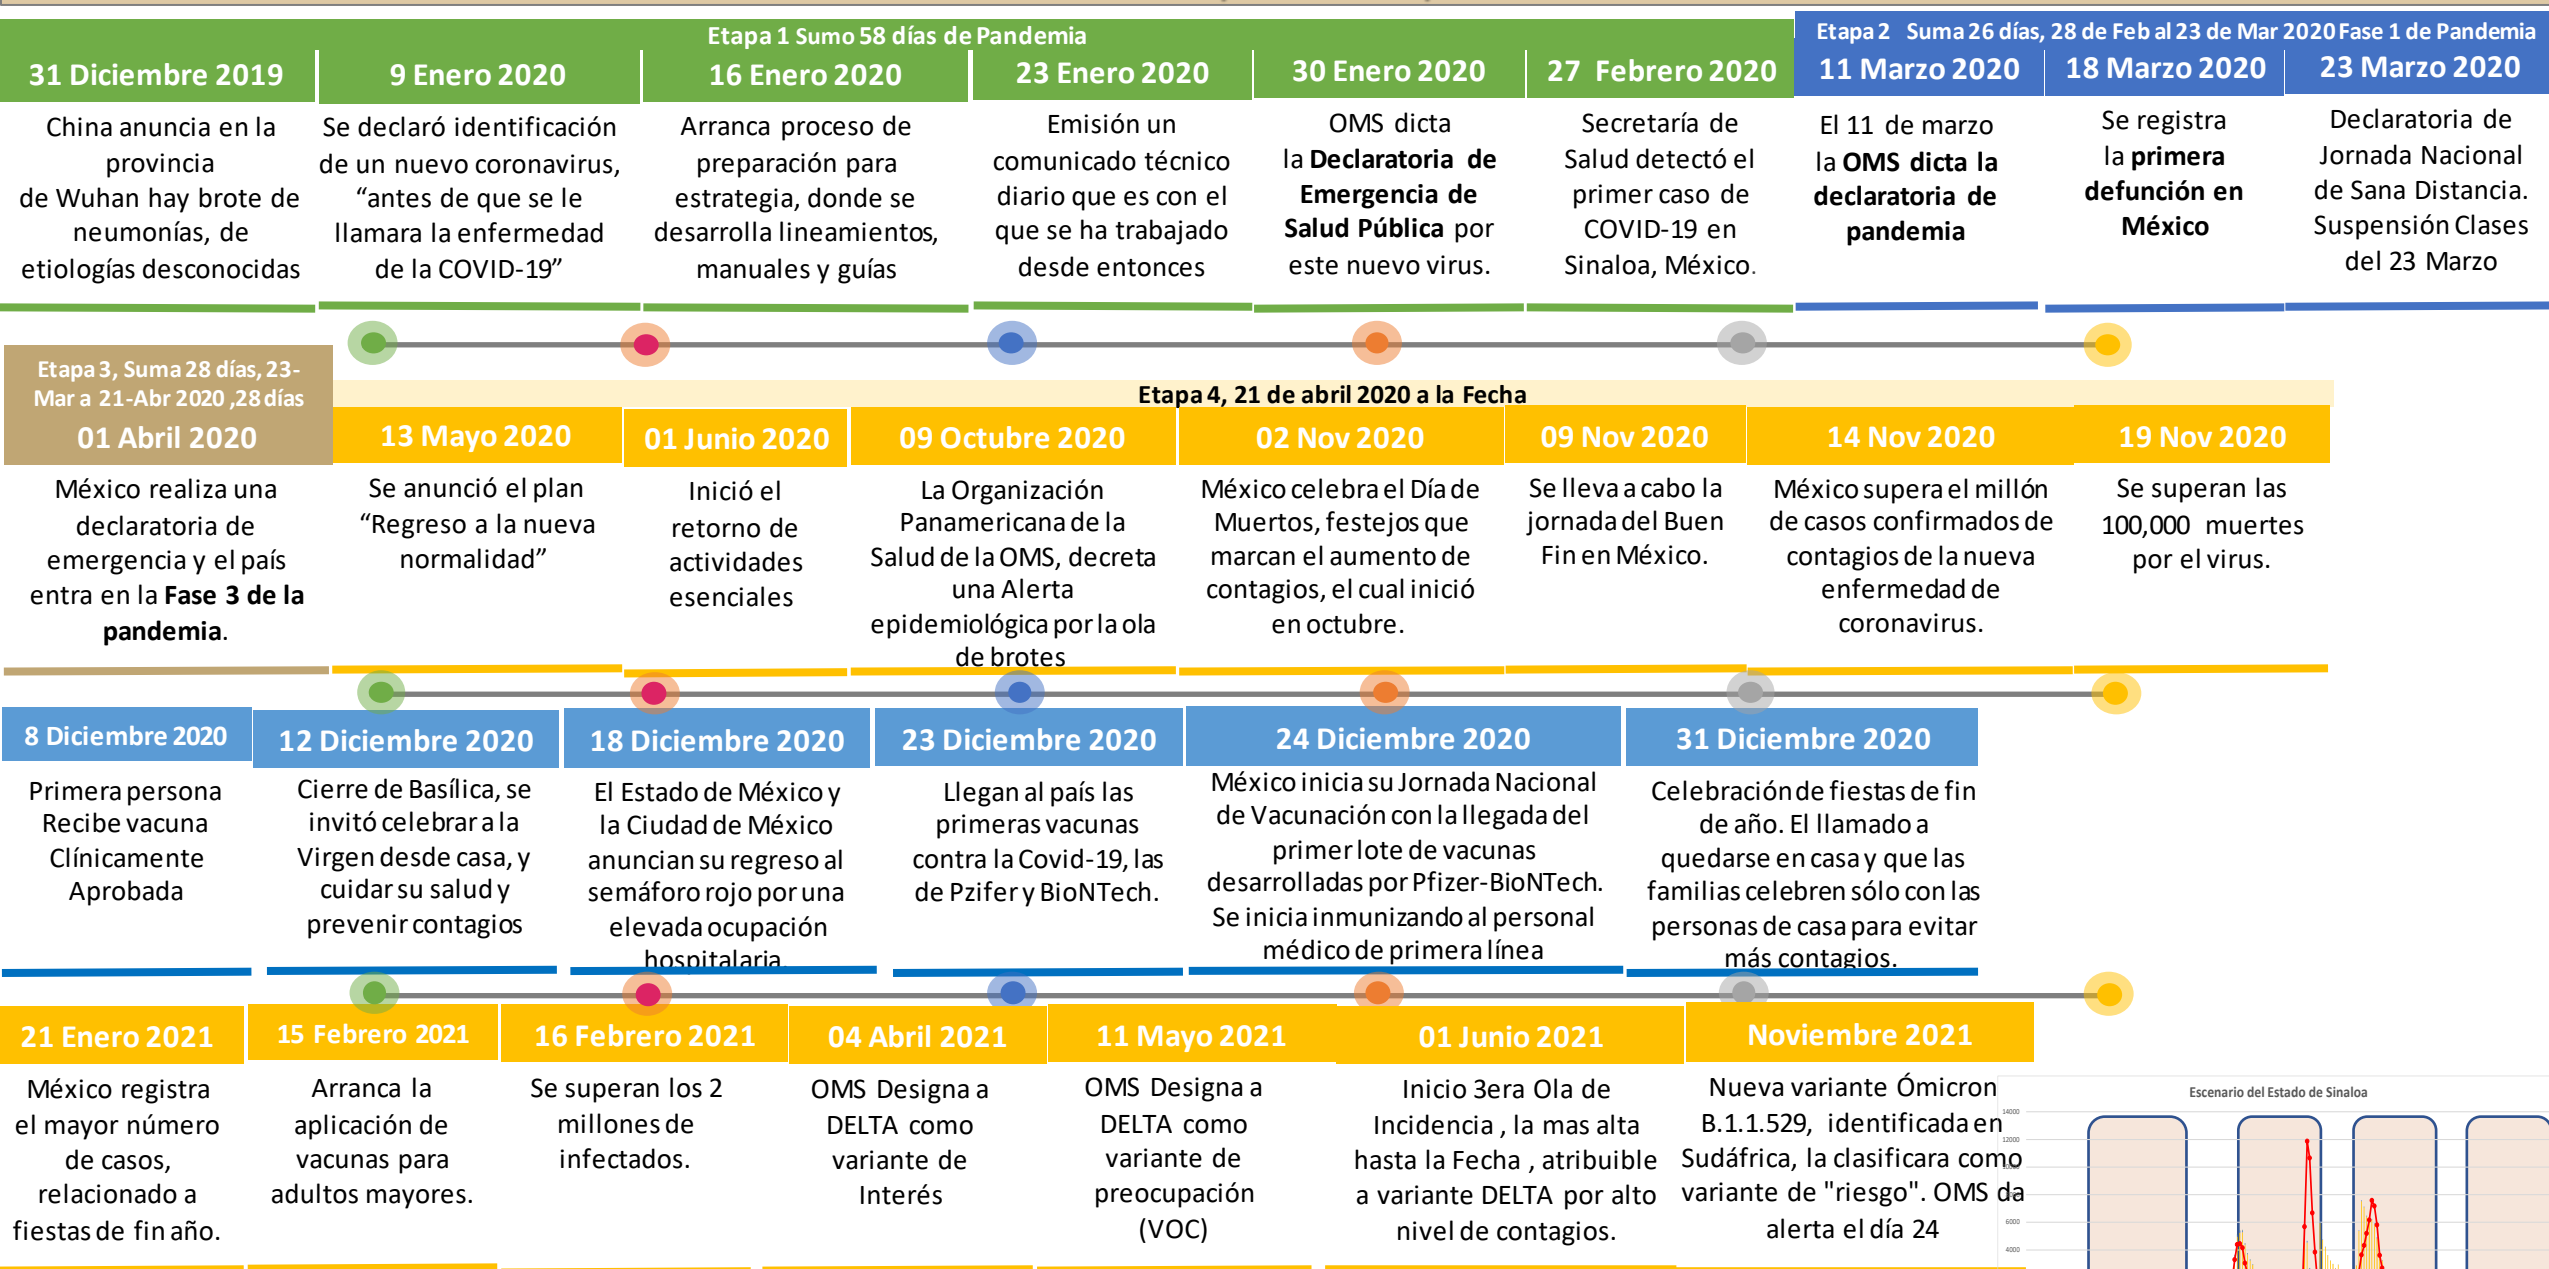 Etapa 1 Sumo 58 días de Pandemia
31 Diciembre 2019
9 Enero 2020
16 Enero 2020
23 Enero 2020
30 Enero 2020
27 Febrero 2020
Etapa 2 Suma 26 días, 28 de Feb al 23 de Mar 2020 Fase 1 de Pandemia
11 Marzo 2020
18 Marzo 2020
23 Marzo 2020
China anuncia en la
provincia
de Wuhan hay brote de
neumonías, de
etiologías desconocidas
Se declaró identificación
de un nuevo coronavirus,
“antes de que se le
llamara la enfermedad
de la COVID-19”
Arranca proceso de
preparación para
estrategia, donde se
desarrolla lineamientos,
manuales y guías
Emisión un
comunicado técnico
diario que es con el
que se ha trabajado
desde entonces
OMS dicta
la Declaratoria de
Emergencia de
Salud Pública por
este nuevo virus.
Secretaría de
Salud detectó el
primer caso de
COVID-19 en
Sinaloa, México.
El 11 de marzo
la OMS dicta la
declaratoria de
pandemia
Se registra
la primera
defunción en
México
Declaratoria de
Jornada Nacional
de Sana Distancia.
Suspensión Clases
del 23 Marzo
Etapa 3, Suma 28 días, 23-
Mar a 21-Abr 2020 ,28 días
01 Abril 2020
Etapa 4, 21 de abril 2020 a la Fecha
13 Mayo 2020
01 Junio 2020
09 Octubre 2020
02 Nov 2020
09 Nov 2020
14 Nov 2020
19 Nov 2020
México realiza una
declaratoria de
emergencia y el país
entra en la Fase 3 de la
pandemia.
Se anunció el plan
“Regreso a la nueva
normalidad”
Inició el
retorno de
actividades
esenciales
La Organización
Panamericana de la
Salud de la OMS, decreta
una Alerta
epidemiológica por la ola
de brotes
México celebra el Día de
Muertos, festejos que
marcan el aumento de
contagios, el cual inició
en octubre.
Se lleva a cabo la
jornada del Buen
Fin en México.
México supera el millón
de casos confirmados de
contagios de la nueva
enfermedad de
coronavirus.
Se superan las
100,000 muertes
por el virus.
8 Diciembre 2020
12 Diciembre 2020
18 Diciembre 2020
23 Diciembre 2020
24 Diciembre 2020
31 Diciembre 2020
Primera persona
Recibe vacuna
Clínicamente
Aprobada
Cierre de Basílica, se
invitó celebrar a la
Virgen desde casa, y
cuidar su salud y
prevenir contagios
El Estado de México y
la Ciudad de México
anuncian su regreso al
semáforo rojo por una
elevada ocupación
hospitalaria.
Llegan al país las
primeras vacunas
contra la Covid-19, las
de Pzifer y BioNTech.
México inicia su Jornada Nacional
de Vacunación con la llegada del
primer lote de vacunas
desarrolladas por Pfizer-BioNTech.
Se inicia inmunizando al personal
médico de primera línea
Celebración de fiestas de fin
de año. El llamado a
quedarse en casa y que las
familias celebren sólo con las
personas de casa para evitar
más contagios.
21 Enero 2021
15 Febrero 2021
16 Febrero 2021
04 Abril 2021
11 Mayo 2021
01 Junio 2021
Noviembre 2021
México registra
el mayor número
de casos,
relacionado a
fiestas de fin año.
Arranca la
aplicación de
vacunas para
adultos mayores.
Se superan los 2
millones de
infectados.
OMS Designa a
DELTA como
variante de
Interés
OMS Designa a
DELTA como
variante de
preocupación
(VOC)
Inicio 3era Ola de
Incidencia , la mas alta
hasta la Fecha , atribuible
a variante DELTA por alto
nivel de contagios.
Nueva variante Ómicron
B.1.1.529, identificada en
Sudáfrica, la clasificara como
variante de "riesgo". OMS da
alerta el día 24
Escenario del Estado de Sinaloa
14000
12000
6000
4000